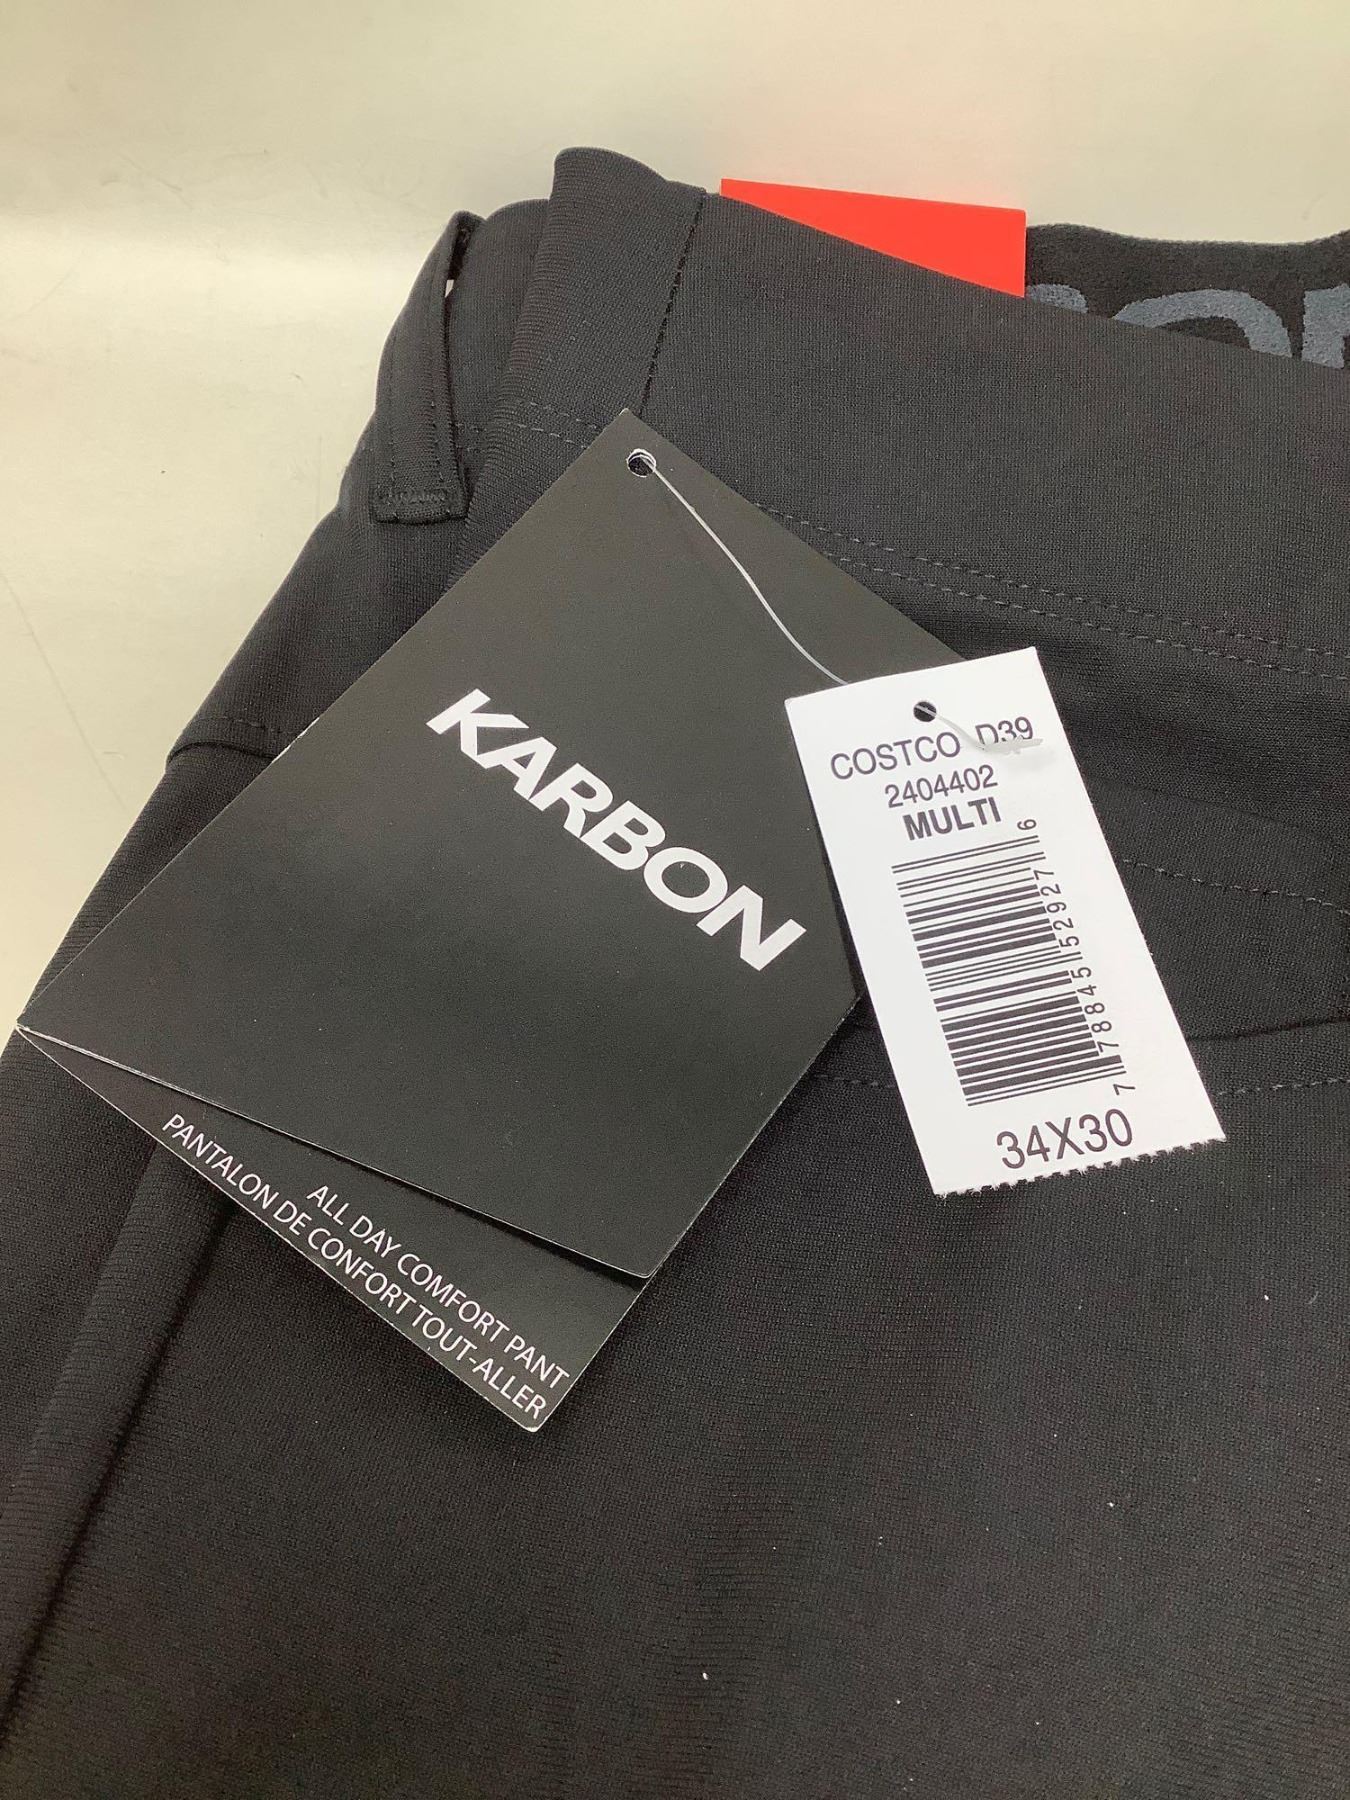 KARBON
COSTCO D39
2404402
MULTI
7 78845 52927 6
34X30
ALL DAY COMFORT PANT
PANTALON DE CONFORT TOUT-ALLER